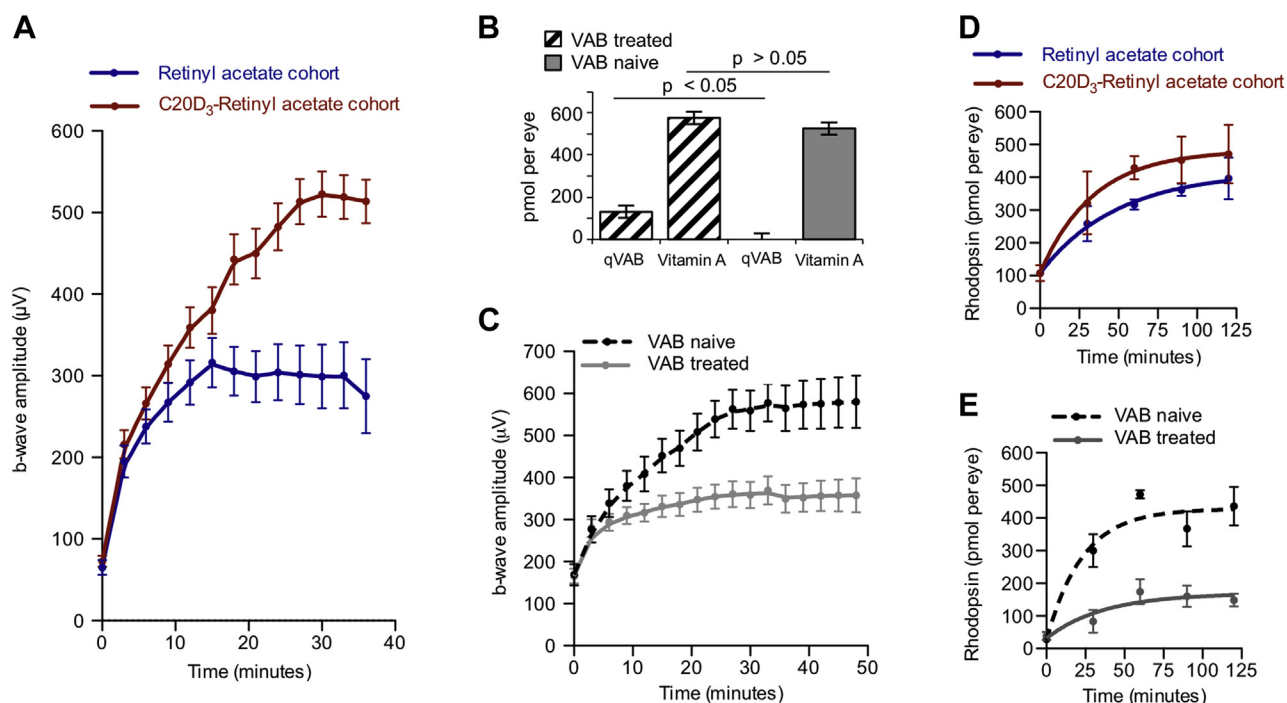 A
Retinyl acetate cohort
C20D₃-Retinyl acetate cohort
600
500
400
300
200
100
0
b-wave amplitude (μV)
0 10 20 30 40
Time (minutes)
B
VAB treated
VAB naive
p > 0.05
p < 0.05
600
400
200
0
pmol per eye
qVAB Vitamin A qVAB Vitamin A
C
VAB naive
VAB treated
700
600
500
400
300
200
100
0
b-wave amplitude (μV)
0 10 20 30 40 50
Time (minutes)
D
Retinyl acetate cohort
C20D₃-Retinyl acetate cohort
600
500
400
300
200
100
0
Rhodopsin (pmol per eye)
0 25 50 75 100 125
Time (minutes)
E
VAB naive
VAB treated
600
500
400
300
200
100
0
Rhodopsin (pmol per eye)
0 25 50 75 100 125
Time (minutes)